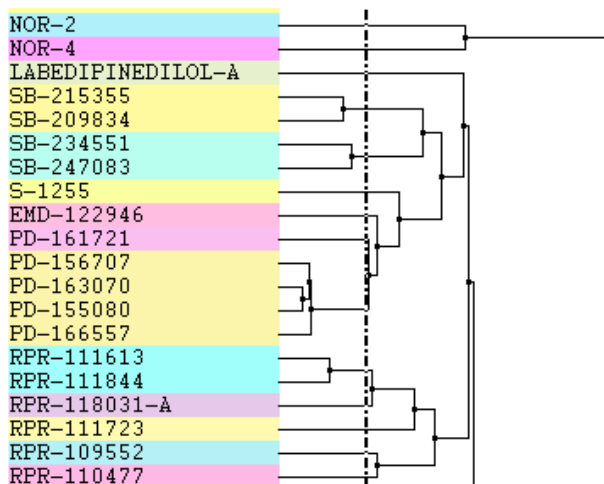 NOR-2
NOR-4
LABEDIPINEDILOL-A
SB-215355
SB-209834
SB-234551
SB-247083
S-1255
EMD-122946
PD-161721
PD-156707
PD-163070
PD-155080
PD-166557
RPR-111613
RPR-111844
RPR-118031-A
RPR-111723
RPR-109552
RPR-110477